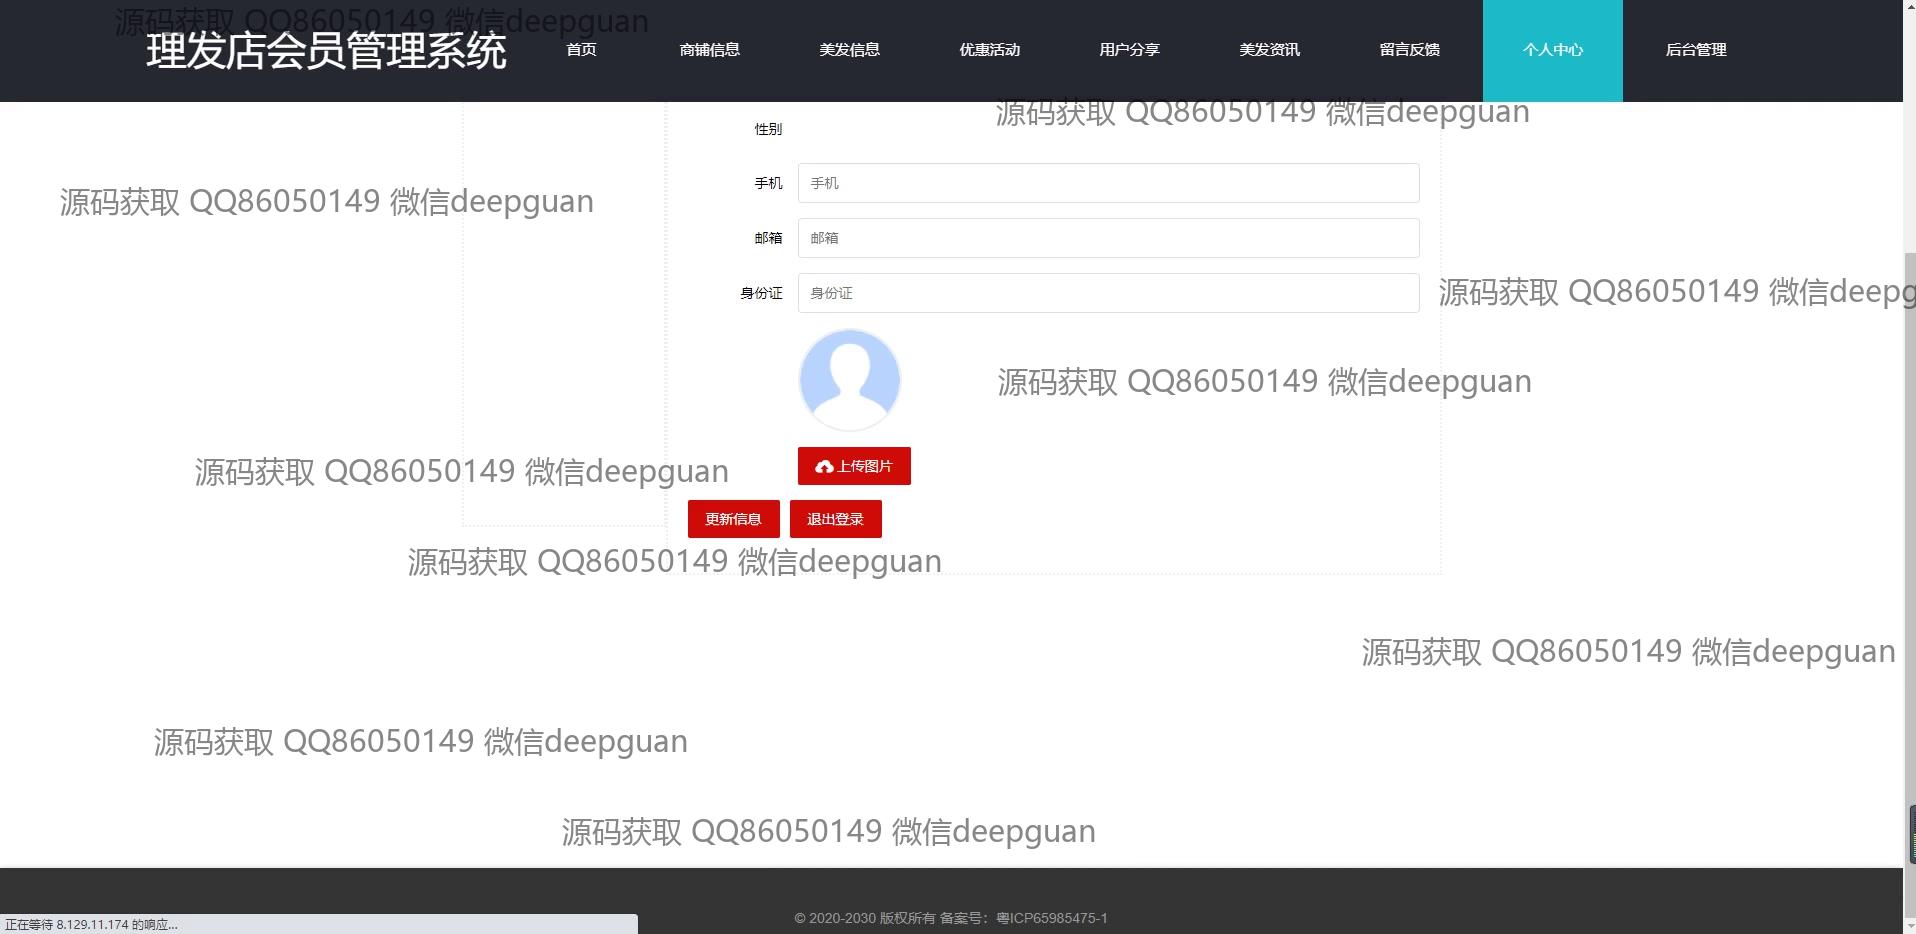 源码获取 QQ86050149 微信deepguan
理发店会员管理系统
首页 商铺信息 美发信息 优惠活动 用户分享 美发资讯 留言反馈 个人中心 后台管理
源码获取 QQ86050149 微信deepguan
性别
手机 手机
源码获取 QQ86050149 微信deepguan
邮箱 邮箱
身份证 身份证
源码获取 QQ86050149 微信deepg
源码获取 QQ86050149 微信deepguan
上传图片
源码获取 QQ86050149 微信deepguan
更新信息 退出登录
源码获取 QQ86050149 微信deepguan
源码获取 QQ86050149 微信deepguan
源码获取 QQ86050149 微信deepguan
源码获取 QQ86050149 微信deepguan
© 2020-2030 版权所有 备案号：粤ICP65985475-1
正在等待 8.129.11.174 的响应...